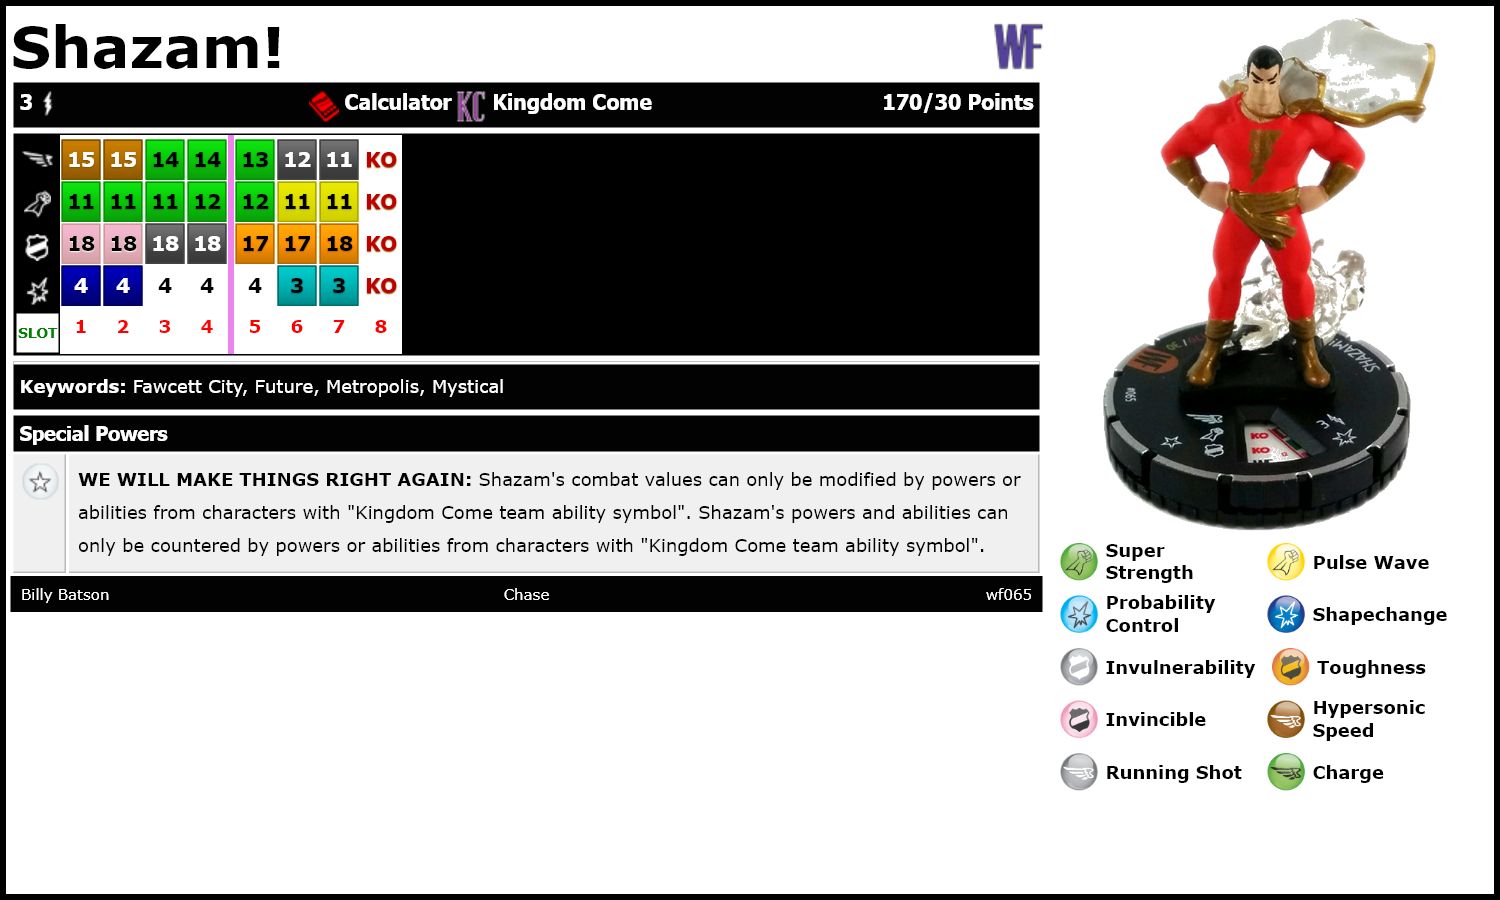 Shazam!
WF
3 Calculator KC Kingdom Come 170/30 Points
15 15 14 14 13 12 11 KO
11 11 11 12 12 11 11 KO
18 18 18 18 17 17 18 KO
4 4 4 4 4 3 3 KO
SLOT 1 2 3 4 5 6 7 8
Keywords: Fawcett City, Future, Metropolis, Mystical
Special Powers
WE WILL MAKE THINGS RIGHT AGAIN: Shazam's combat values can only be modified by powers or
abilities from characters with "Kingdom Come team ability symbol". Shazam's powers and abilities can
only be countered by powers or abilities from characters with "Kingdom Come team ability symbol".
Billy Batson Chase wf065
WF
#065
SHAZAM!
3
KO
KO
Super
Strength
Pulse Wave
Probability
Control
Shapechange
Invulnerability
Toughness
Invincible
Hypersonic
Speed
Running Shot
Charge